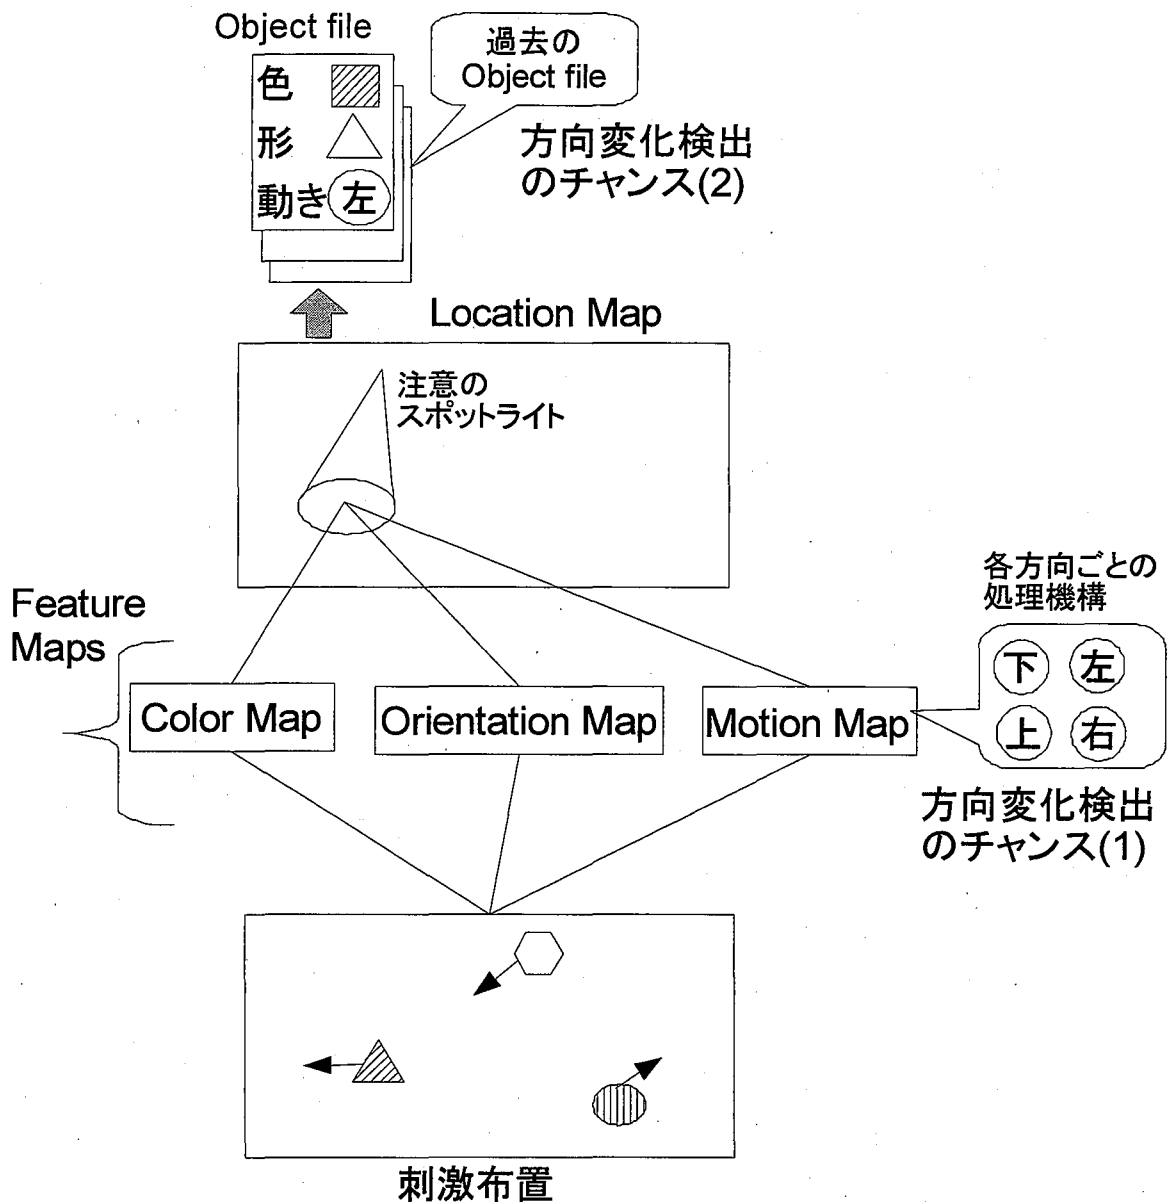 Object file
過去の
Object file
色
形
動き 左
方向変化検出
のチャンス(2)
Location Map
注意の
スポットライト
Feature
Maps
Color Map
Orientation Map
Motion Map
各方向ごとの
処理機構
下 左
上 右
方向変化検出
のチャンス(1)
刺激布置